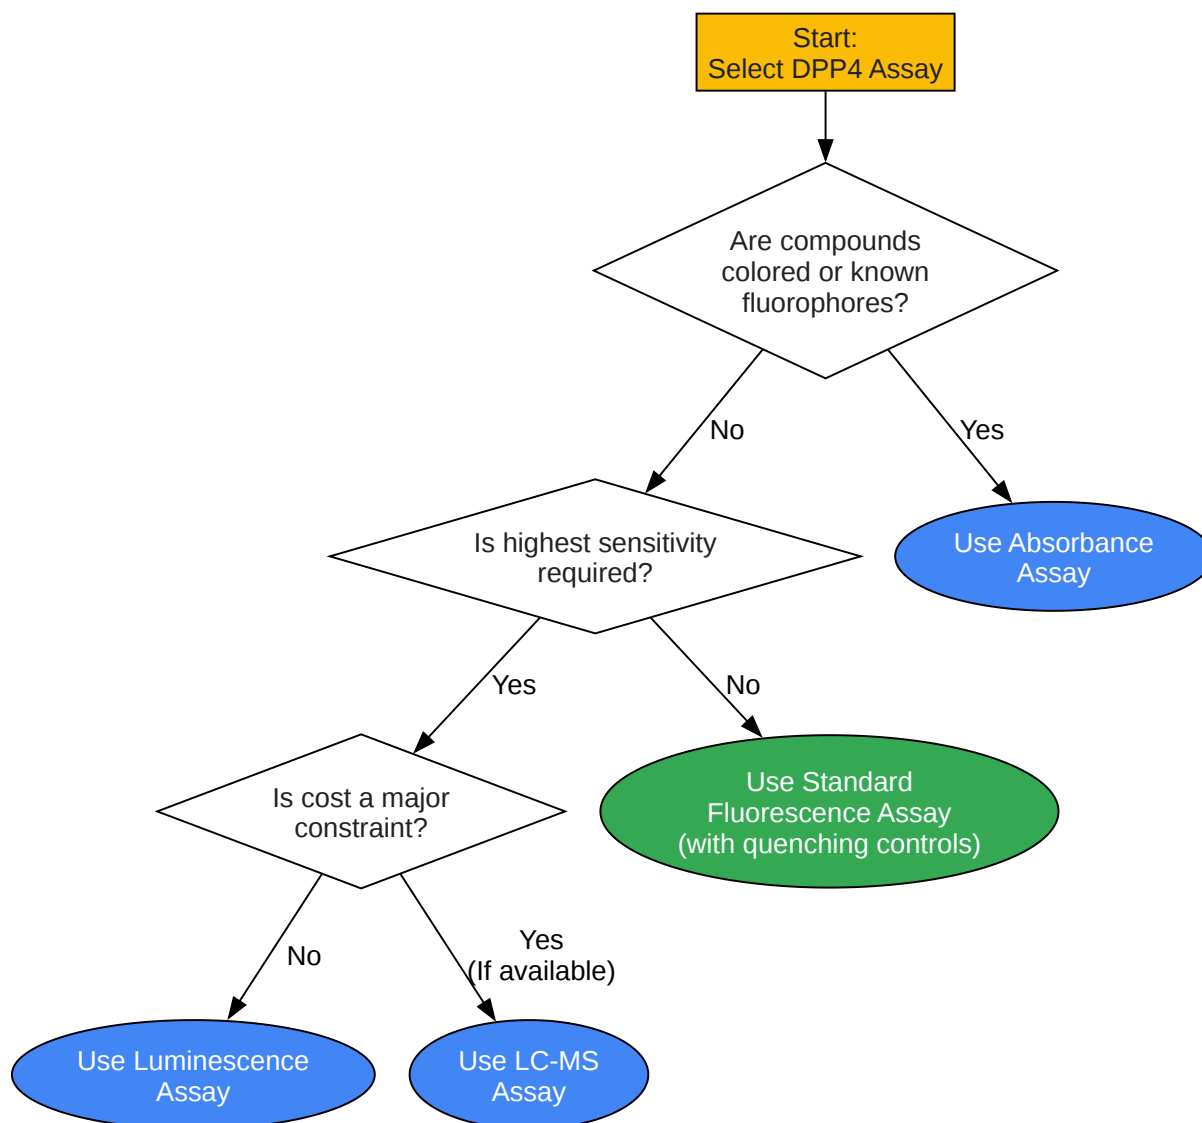 Start:
Select DPP4 Assay
Are compounds
colored or known
fluorophores?
No
Yes
Is highest sensitivity
required?
Use Absorbance
Assay
Yes
No
Is cost a major
constraint?
Use Standard
Fluorescence Assay
(with quenching controls)
No
Yes
(If available)
Use Luminescence
Assay
Use LC-MS
Assay